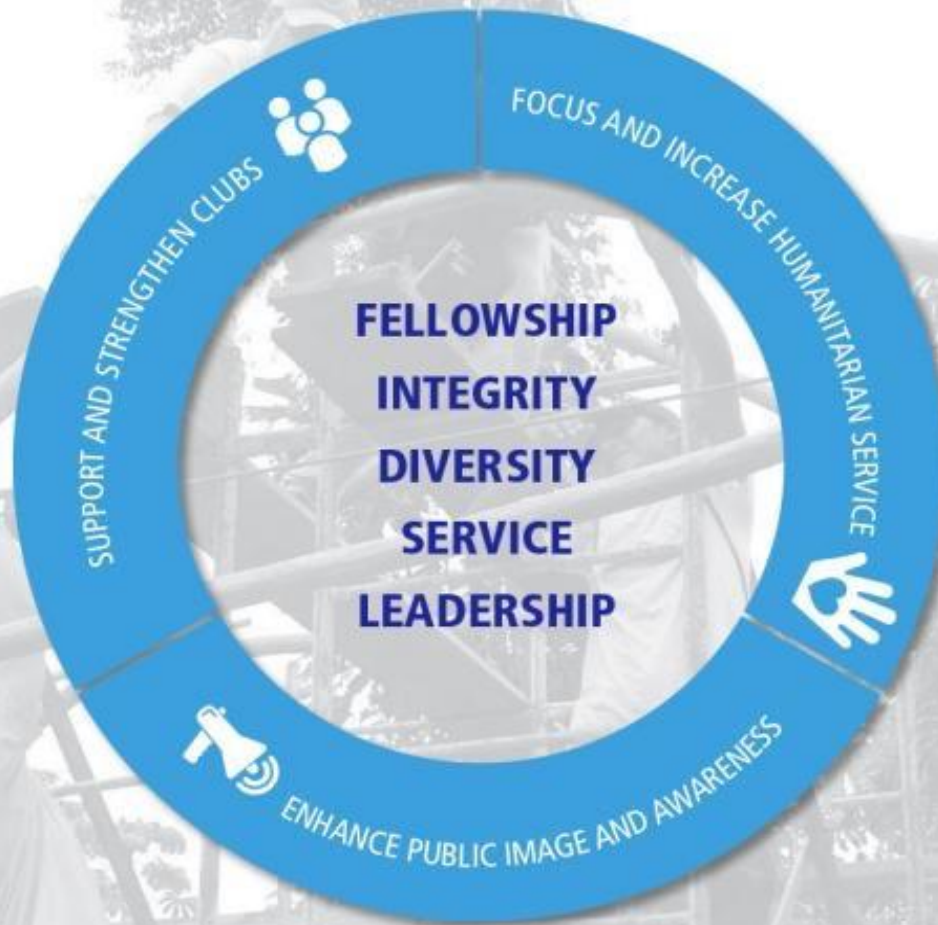 SUPPORT AND STRENGTHEN CLUBS
FOCUS AND INCREASE HUMANITARIAN SERVICE
FELLOWSHIP
INTEGRITY
DIVERSITY
SERVICE
LEADERSHIP
ENHANCE PUBLIC IMAGE AND AWARENESS